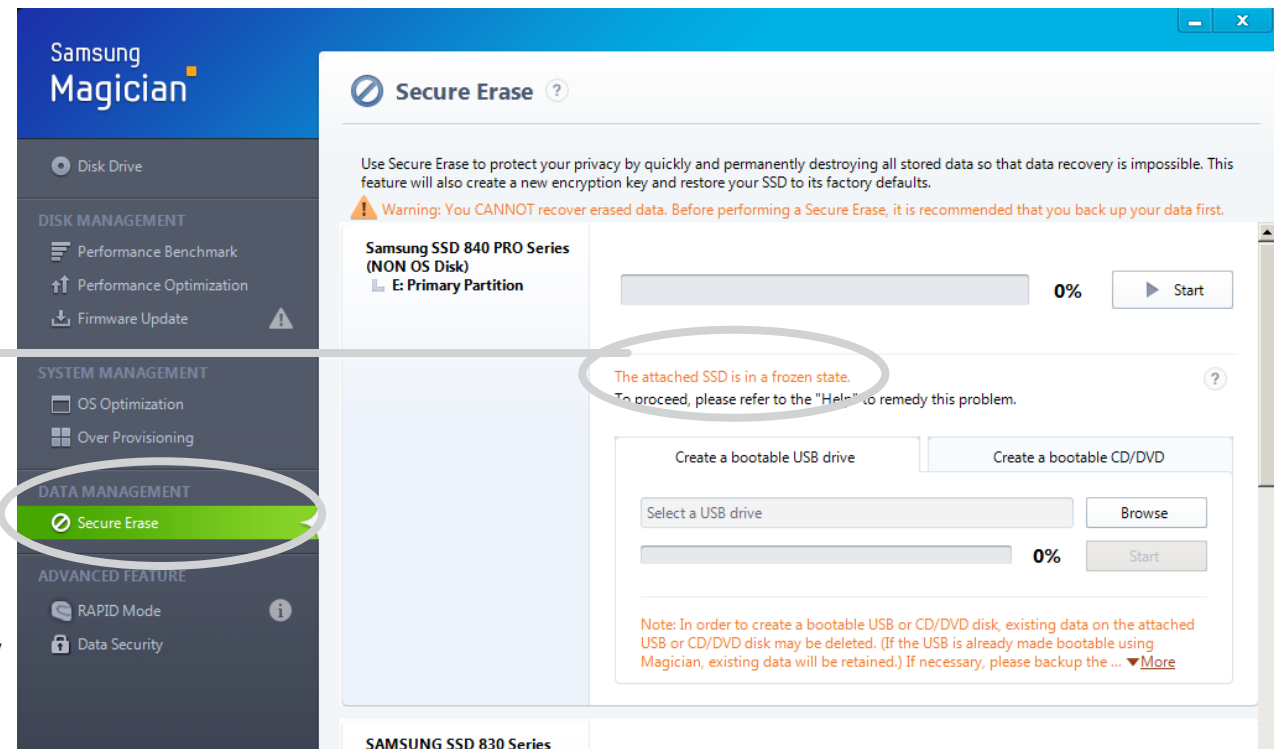 Samsung
Magician
x
Secure Erase ?
Disk Drive
DISK MANAGEMENT
Performance Benchmark
Performance Optimization
Firmware Update
SYSTEM MANAGEMENT
OS Optimization
Over Provisioning
DATA MANAGEMENT
Secure Erase
ADVANCED FEATURE
RAPID Mode
Data Security
Use Secure Erase to protect your privacy by quickly and permanently destroying all stored data so that data recovery is impossible. This
feature will also create a new encryption key and restore your SSD to its factory defaults.
Warning: You CANNOT recover erased data. Before performing a Secure Erase, it is recommended that you back up your data first.
Samsung SSD 840 PRO Series
(NON OS Disk)
E: Primary Partition
0% Start
The attached SSD is in a frozen state.
?
To proceed, please refer to the "Help" to remedy this problem.
Create a bootable USB drive
Create a bootable CD/DVD
Select a USB drive
Browse
0% Start
Note: In order to create a bootable USB or CD/DVD disk, existing data on the attached
USB or CD/DVD disk may be deleted. (If the USB is already made bootable using
Magician, existing data will be retained.) If necessary, please backup the ... ▼More
SAMSUNG SSD 830 Series